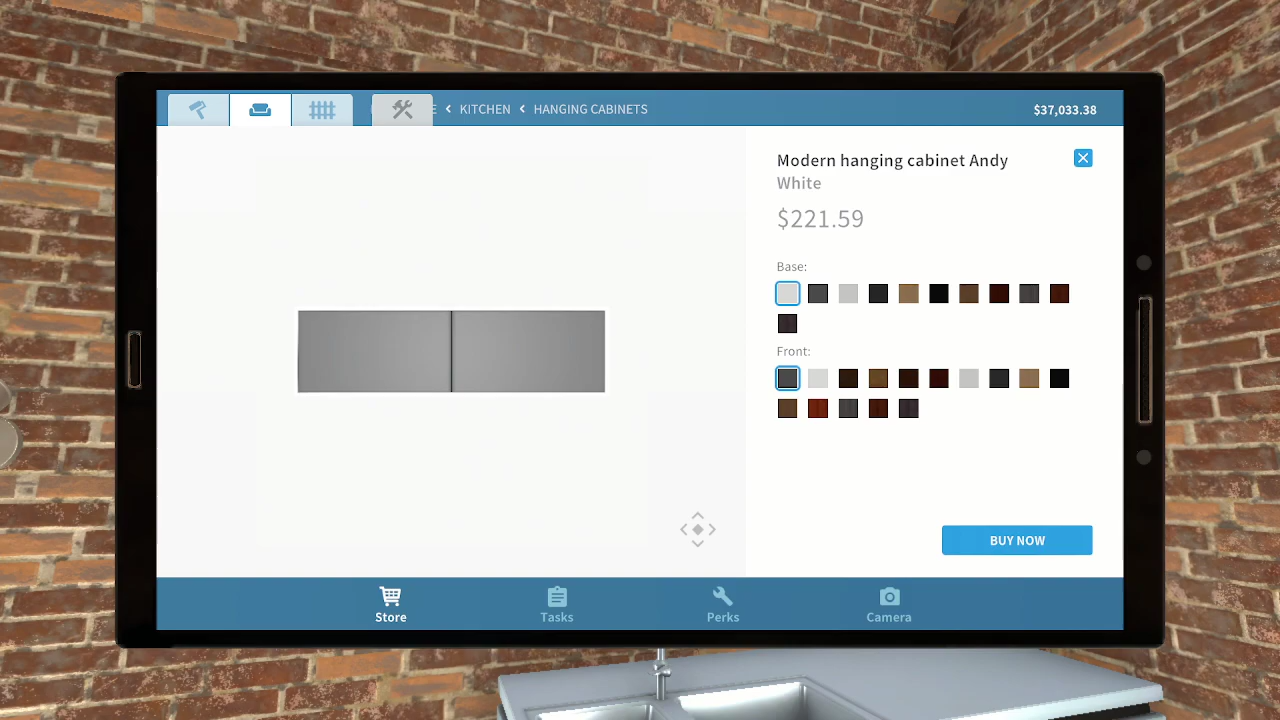 E < KITCHEN < HANGING CABINETS
$37,033.38
Modern hanging cabinet Andy
White
$221.59
Base:
Front:
BUY NOW
Store
Tasks
Perks
Camera